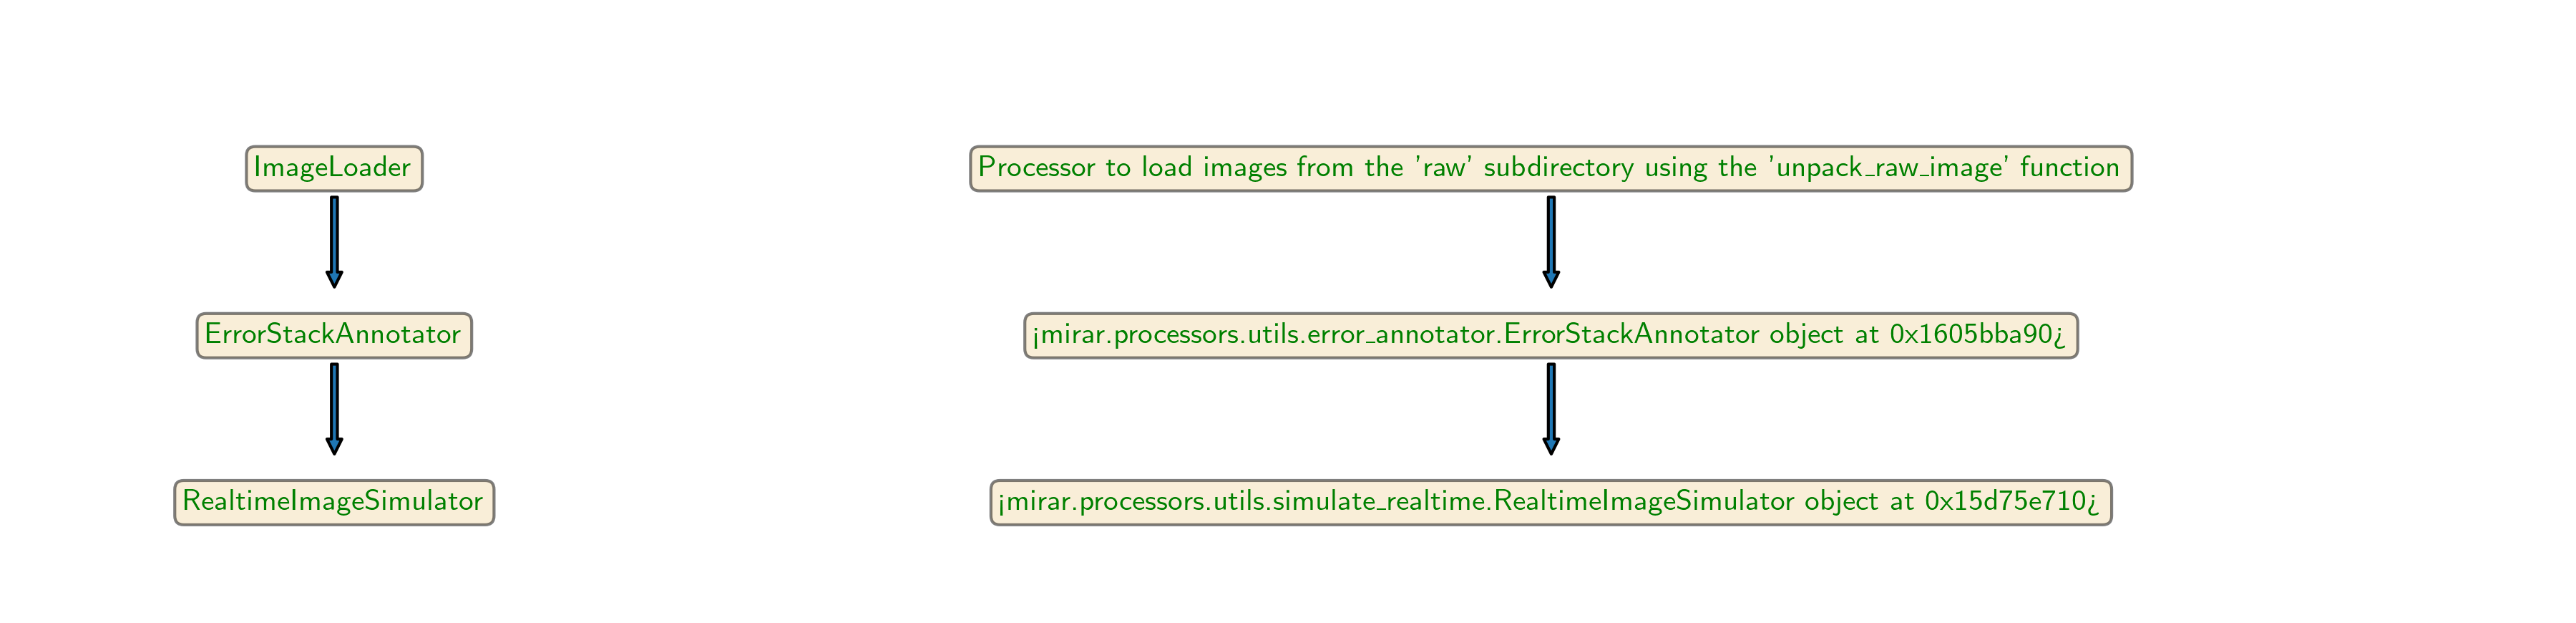 ImageLoader
Processor to load images from the ’raw’ subdirectory using the ’unpack_raw_image’ function
ErrorStackAnnotator
‹mirar.processors.utils.error_annotator.ErrorStackAnnotator object at 0x1605bba90›
RealtimeImageSimulator
‹mirar.processors.utils.simulate_realtime.RealtimeImageSimulator object at 0x15d75e710›